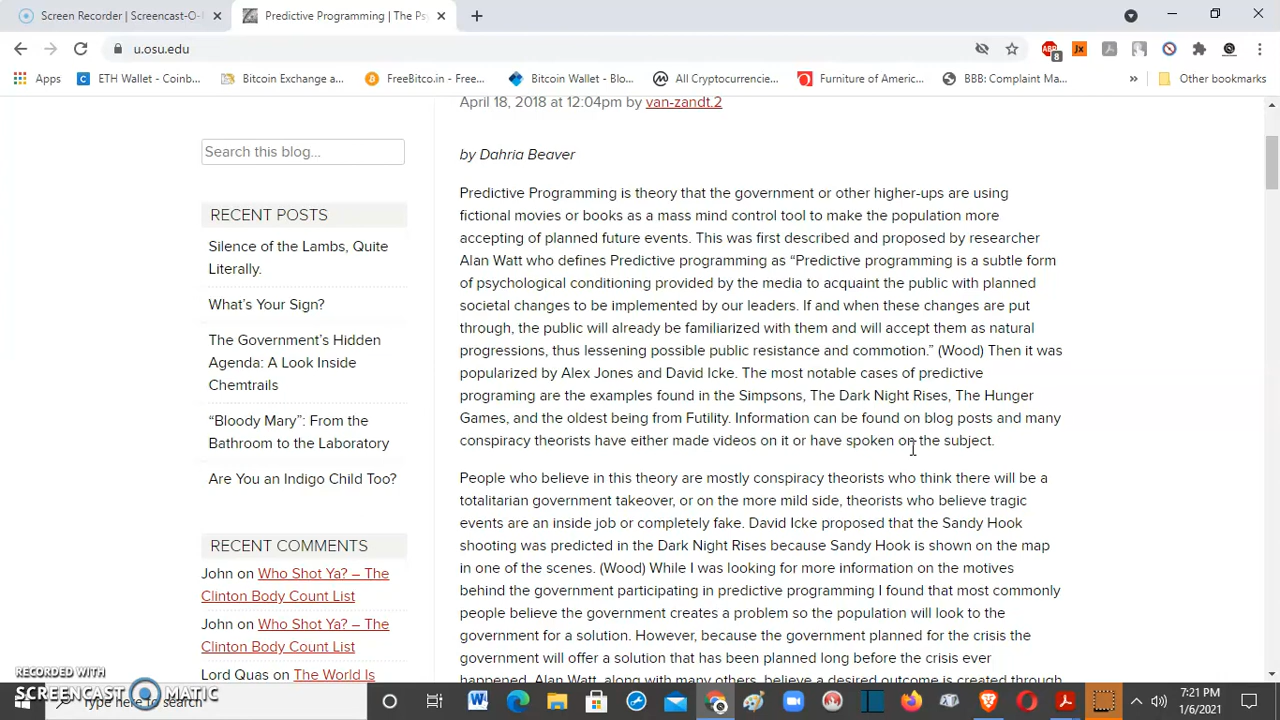 Screen Recorder | Screencast-O-
Predictive Programming | The Psy
u.osu.edu
8
Jx
Apps
ETH Wallet - Coinb...
Bitcoin Exchange a...
FreeBitco.in - Free...
Bitcoin Wallet - Blo...
All Cryptocurrencie...
Furniture of Americ...
BBB: Complaint Ma...
Other bookmarks
April 18, 2018 at 12:04pm by van-zandt.2
Search this blog...
by Dahria Beaver
RECENT POSTS
Silence of the Lambs, Quite
Literally.
What's Your Sign?
The Government's Hidden
Agenda: A Look Inside
Chemtrails
“Bloody Mary”: From the
Bathroom to the Laboratory
Are You an Indigo Child Too?
RECENT COMMENTS
John on Who Shot Ya? – The
Clinton Body Count List
John on Who Shot Ya? – The
Clinton Body Count List
Lord Quas on The World Is
Predictive Programming is theory that the government or other higher-ups are using
fictional movies or books as a mass mind control tool to make the population more
accepting of planned future events. This was first described and proposed by researcher
Alan Watt who defines Predictive programming as “Predictive programming is a subtle form
of psychological conditioning provided by the media to acquaint the public with planned
societal changes to be implemented by our leaders. If and when these changes are put
through, the public will already be familiarized with them and will accept them as natural
progressions, thus lessening possible public resistance and commotion.” (Wood) Then it was
popularized by Alex Jones and David Icke. The most notable cases of predictive
programing are the examples found in the Simpsons, The Dark Night Rises, The Hunger
Games, and the oldest being from Futility. Information can be found on blog posts and many
conspiracy theorists have either made videos on it or have spoken on the subject.
People who believe in this theory are mostly conspiracy theorists who think there will be a
totalitarian government takeover, or on the more mild side, theorists who believe tragic
events are an inside job or completely fake. David Icke proposed that the Sandy Hook
shooting was predicted in the Dark Night Rises because Sandy Hook is shown on the map
in one of the scenes. (Wood) While I was looking for more information on the motives
behind the government participating in predictive programming I found that most commonly
people believe the government creates a problem so the population will look to the
government for a solution. However, because the government planned for the crisis the
government will offer a solution that has been planned long before the crisis ever
happened. Alan Watt, along with many others, believe a desired outcome is created through
RECORDED WITH
SCREENCAST MATIC
Type here to search
7:21 PM
1/6/2021